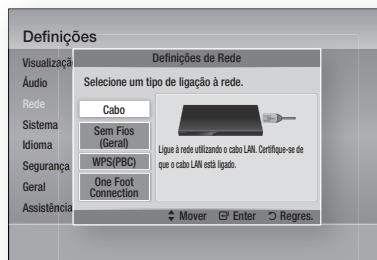 Definições
Definições de Rede
Visualizaçã
Áudio
Rede
Sistema
Idioma
Segurança
Geral
Assistência
Selecione um tipo de ligação à rede.
Cabo
Sem Fios
(Geral)
WPS(PBC)
One Foot
Connection
Ligue à rede utilizando o cabo LAN. Certifique-se de
que o cabo LAN está ligado.
Mover Enter Regres.